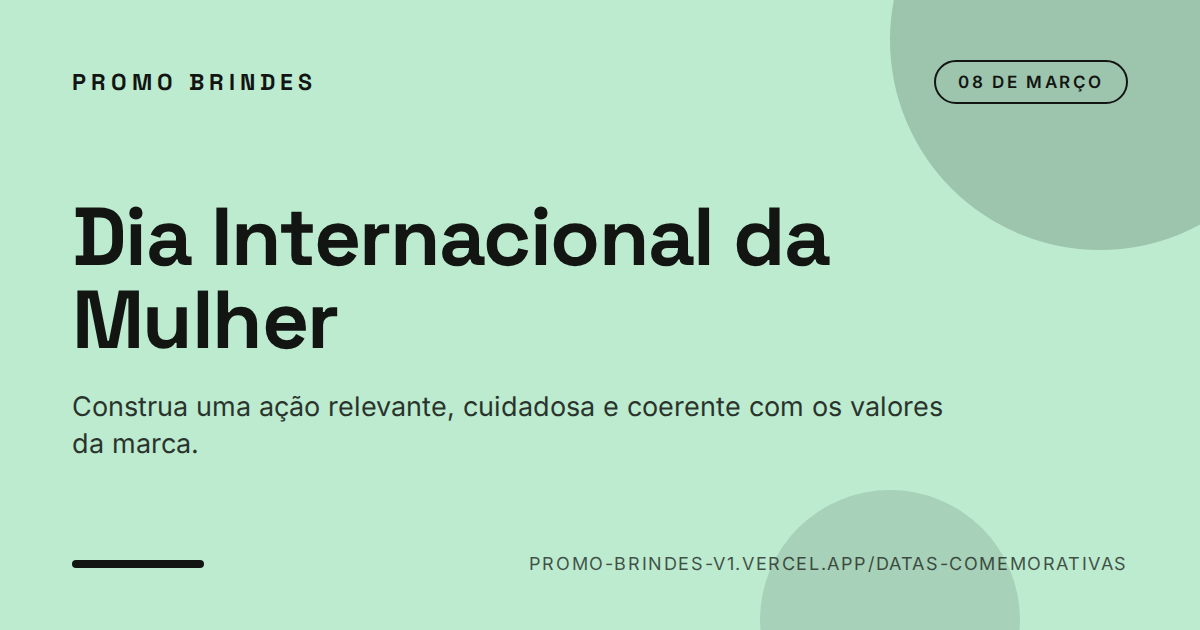 PROMO BRINDES
08 DE MARÇO
Dia Internacional da
Mulher
Construa uma ação relevante, cuidadosa e coerente com os valores
da marca.
PROMO-BRINDES-V1.VERCEL.APP/DATAS-COMEMORATIVAS